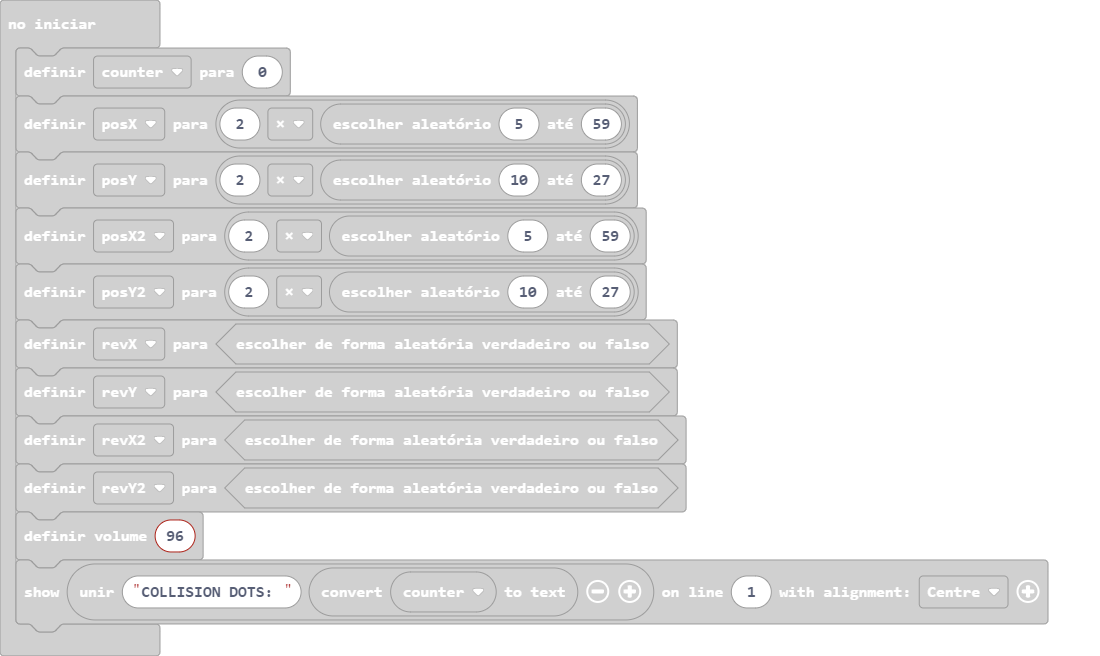 no iniciar
definir counter para 0
definir posX para 2 × escolher aleatório 5 até 59
definir posY para 2 × escolher aleatório 10 até 27
definir posX2 para 2 × escolher aleatório 5 até 59
definir posY2 para 2 × escolher aleatório 10 até 27
definir revX para escolher de forma aleatória verdadeiro ou falso
definir revY para escolher de forma aleatória verdadeiro ou falso
definir revX2 para escolher de forma aleatória verdadeiro ou falso
definir revY2 para escolher de forma aleatória verdadeiro ou falso
definir volume 96
show unir "COLLISION DOTS: " convert counter to text on line 1 with alignment: Centre